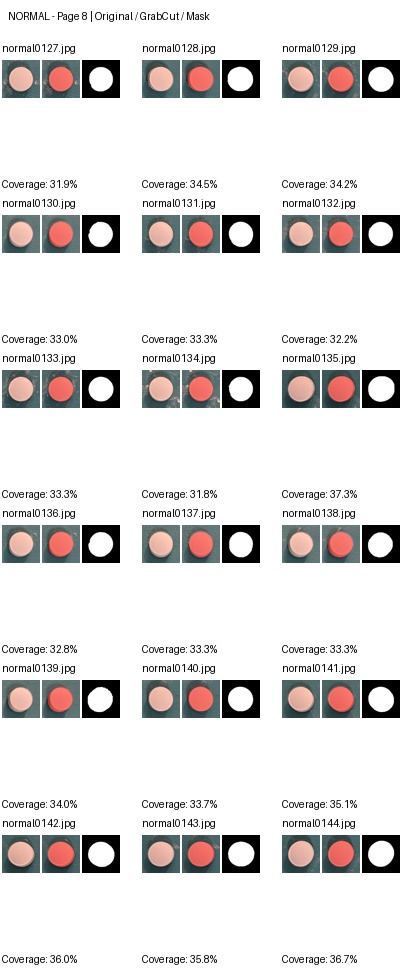 NORMAL - Page 8 | Original / GrabCut / Mask
normal0127.jpg normal0128.jpg normal0129.jpg
Coverage: 31.9% Coverage: 34.5% Coverage: 34.2%
normal0130.jpg normal0131.jpg normal0132.jpg
Coverage: 33.0% Coverage: 33.3% Coverage: 32.2%
normal0133.jpg normal0134.jpg normal0135.jpg
Coverage: 33.3% Coverage: 31.8% Coverage: 37.3%
normal0136.jpg normal0137.jpg normal0138.jpg
Coverage: 32.8% Coverage: 33.3% Coverage: 33.3%
normal0139.jpg normal0140.jpg normal0141.jpg
Coverage: 34.0% Coverage: 33.7% Coverage: 35.1%
normal0142.jpg normal0143.jpg normal0144.jpg
Coverage: 36.0% Coverage: 35.8% Coverage: 36.7%